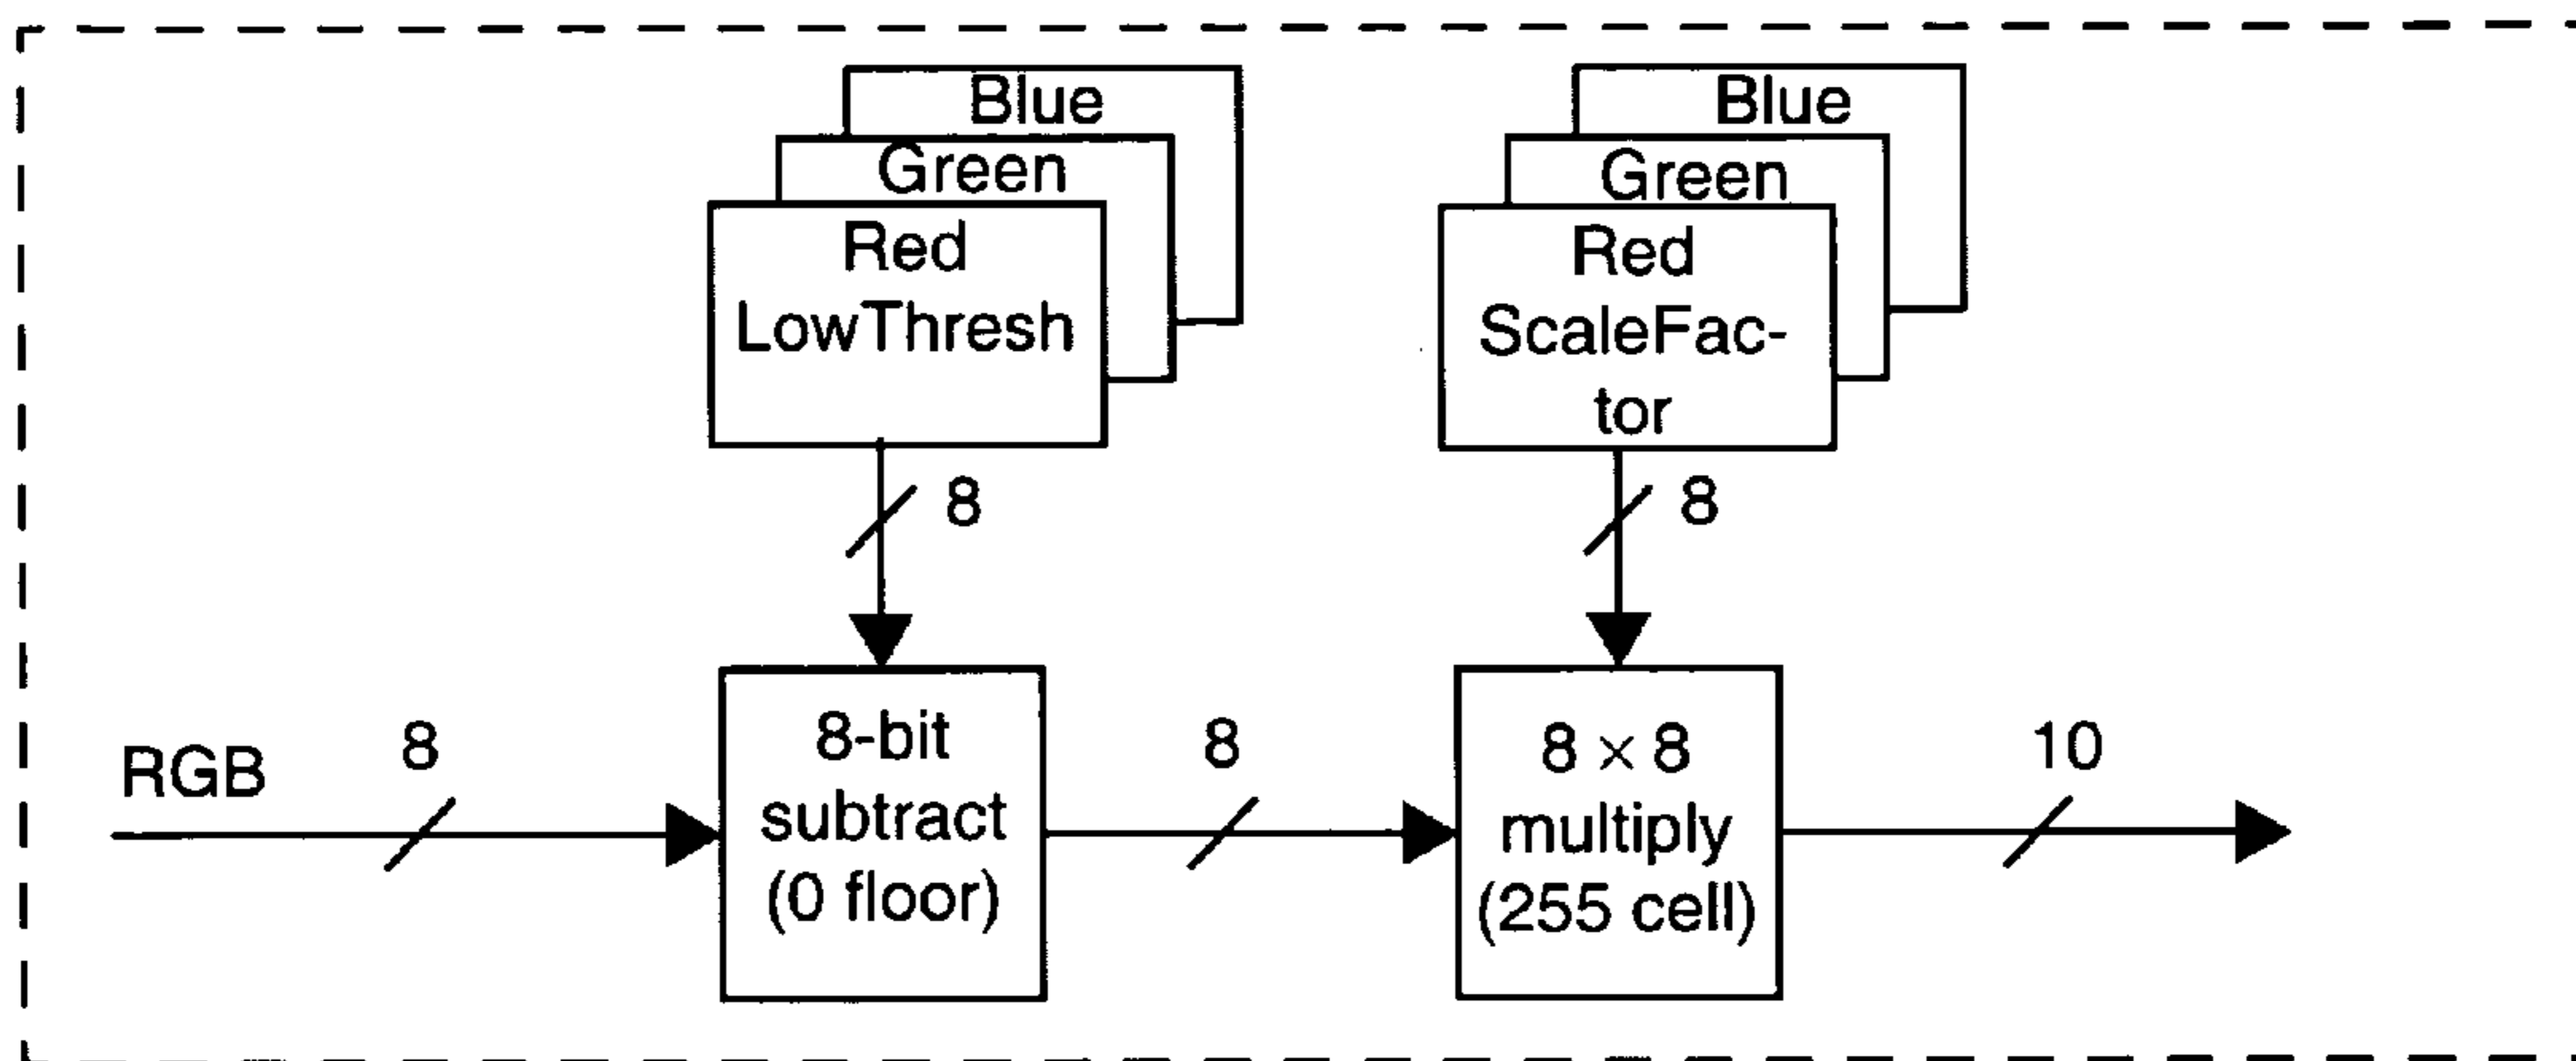 Blue
Green
Red
LowThresh
8
Blue
Green
Red
ScaleFac-
tor
8
RGB
8
8-bit
subtract
(0 floor)
8
8 × 8
multiply
(255 cell)
10